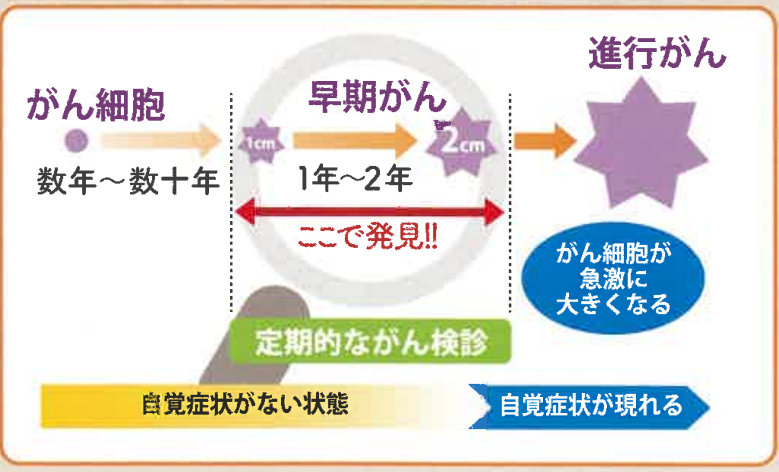 進行がん
がん細胞
早期がん
1cm
2cm
数年〜数十年
1年〜2年
ここで発見!!
がん細胞が
急激に
大きくなる
定期的ながん検診
自覚症状がない状態
自覚症状が現れる